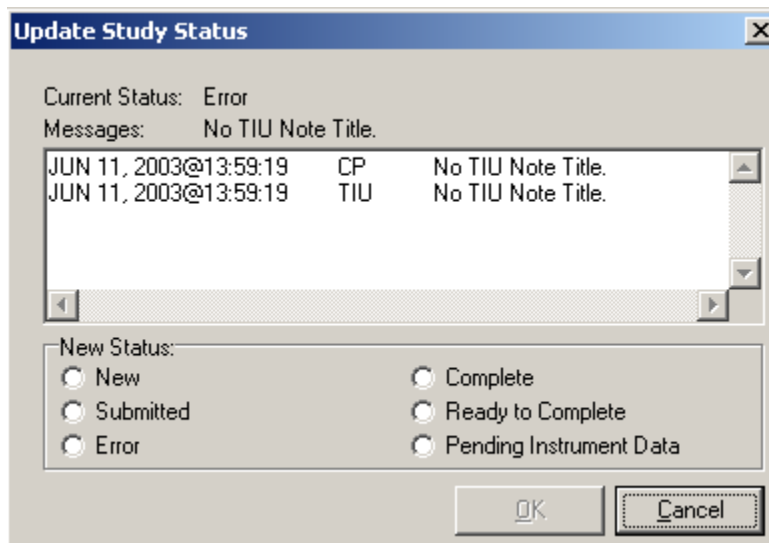 Update Study Status
Current Status: Error
Messages: No TIU Note Title.
JUN 11, 2003@13:59:19 CP No TIU Note Title.
JUN 11, 2003@13:59:19 TIU No TIU Note Title.
New Status:
New Complete
Submitted Ready to Complete
Error Pending Instrument Data
OK Cancel